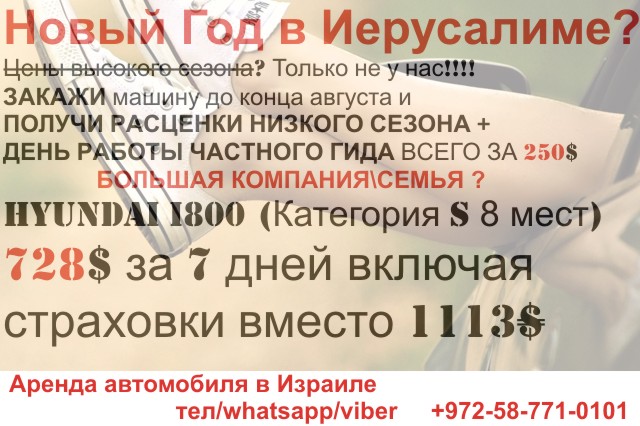 Новый Год в Иерусалиме?
Цены высокого сезона? Только не у нас!!!!
ЗАКАЖИ машину до конца августа и
ПОЛУЧИ РАСЦЕНКИ НИЗКОГО СЕЗОНА +
ДЕНЬ РАБОТЫ ЧАСТНОГО ГИДА ВСЕГО ЗА 250$
БОЛЬШАЯ КОМПАНИЯ\СЕМЬЯ ?
HYUNDAI I800 (Категория S 8 мест)
728$ за 7 дней включая
страховки вместо 1113$
Аренда автомобиля в Израиле
тел/whatsapp/viber +972-58-771-0101